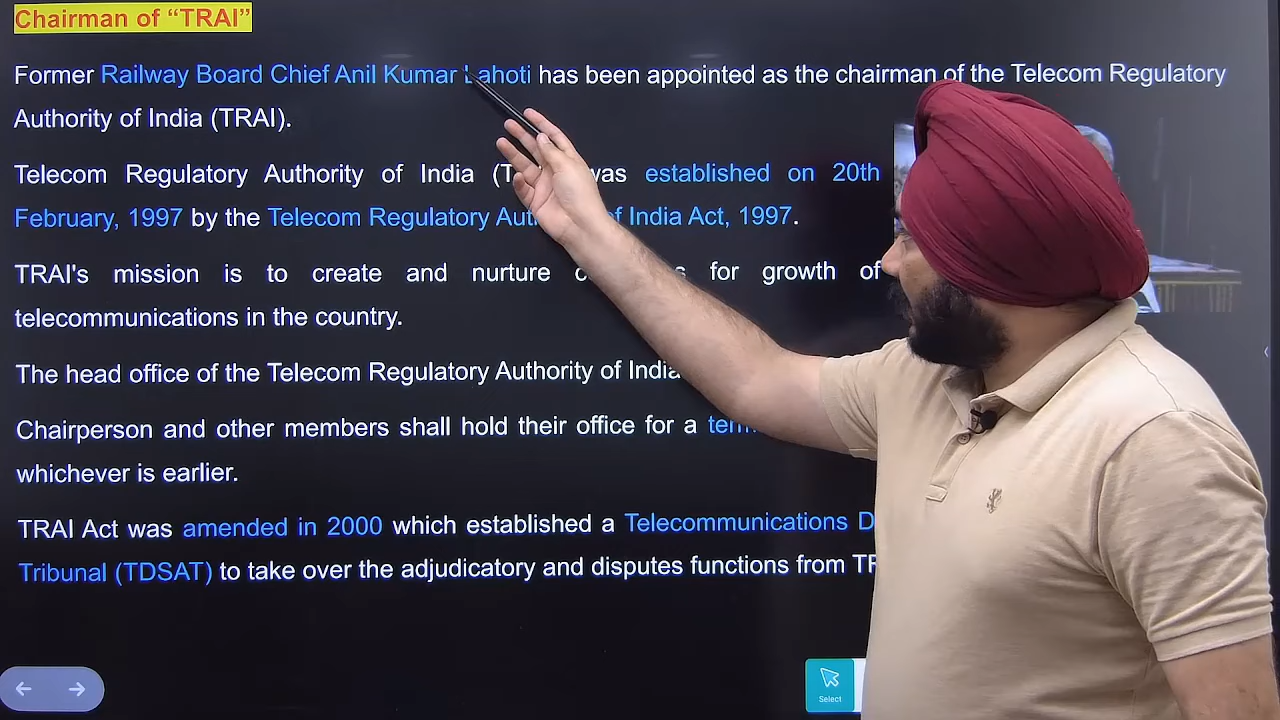 Chairman of “TRAI”
Former Railway Board Chief Anil Kumar Lahoti has been appointed as the chairman of the Telecom Regulatory
Authority of India (TRAI).
Telecom Regulatory Authority of India was established on 20th
February, 1997 by the Telecom Regulatory of India Act, 1997.
TRAI's mission is to create and nurture for growth of
telecommunications in the country.
The head office of the Telecom Regulatory Authority of India
Chairperson and other members shall hold their office for a
whichever is earlier.
TRAI Act was amended in 2000 which established a Telecommunications
Tribunal (TDSAT) to take over the adjudicatory and disputes functions from
Select